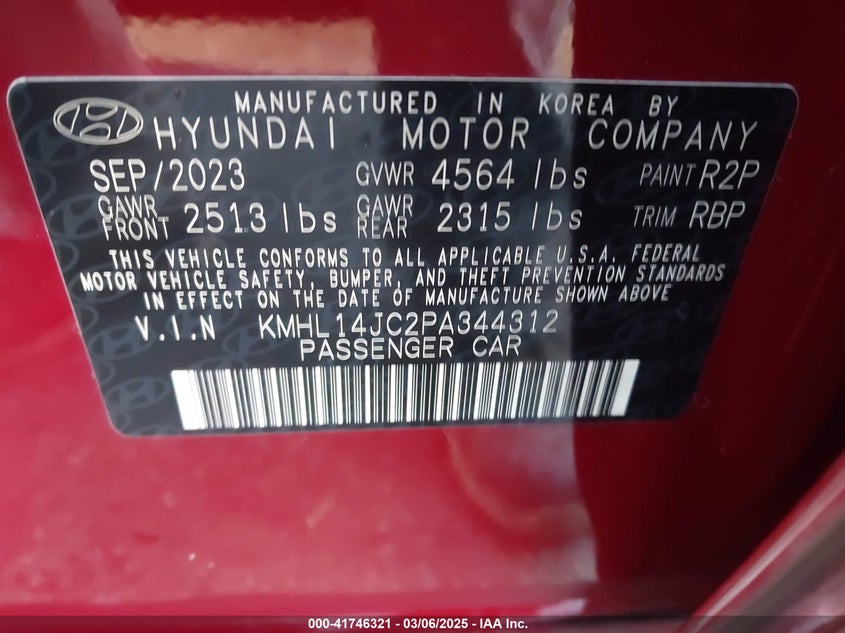 MANUFACTURED IN KOREA BY
HYUNDAI MOTOR COMPANY
SEP/2023 GVWR 4564 lbs PAINT R2P
GAWR FRONT 2513 lbs GAWR REAR 2315 lbs TRIM RBP
THIS VEHICLE CONFORMS TO ALL APPLICABLE U.S.A. FEDERAL
MOTOR VEHICLE SAFETY, BUMPER, AND THEFT PREVENTION STANDARDS
IN EFFECT ON THE DATE OF MANUFACTURE SHOWN ABOVE
V.I.N KMHL14JC2PA344312
PASSENGER CAR
000-41746321 - 03/06/2025 - IAA Inc.